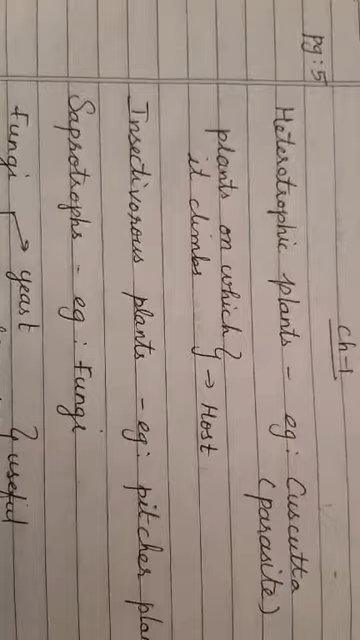 pg:5
Ch-1
Heterotrophic plants - eg: Cuscutta
(parasite)
plants on which } → Host
it climbs
Insectivorous plants - eg: pitcher
Saprotrophs - eg: Fungi
Fungi → yeast } useful